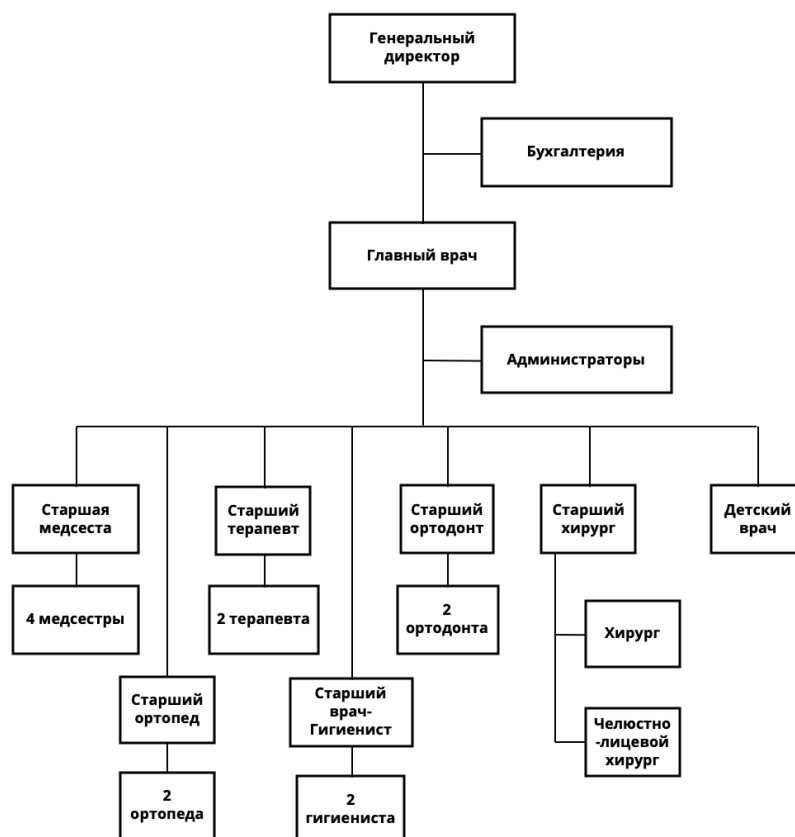 Генеральный
директор
Бухгалтерия
Главный врач
Администраторы
Старшая
медсеста
Старший
терапевт
Старший
ортодонт
Старший
хирург
Детский
врач
4 медсестры
2 терапевта
2
ортодонта
Хирург
Старший
ортопед
Старший
врач-
Гигиенист
Челюстно
-лицевой
хирург
2
ортопеда
2
гигиениста